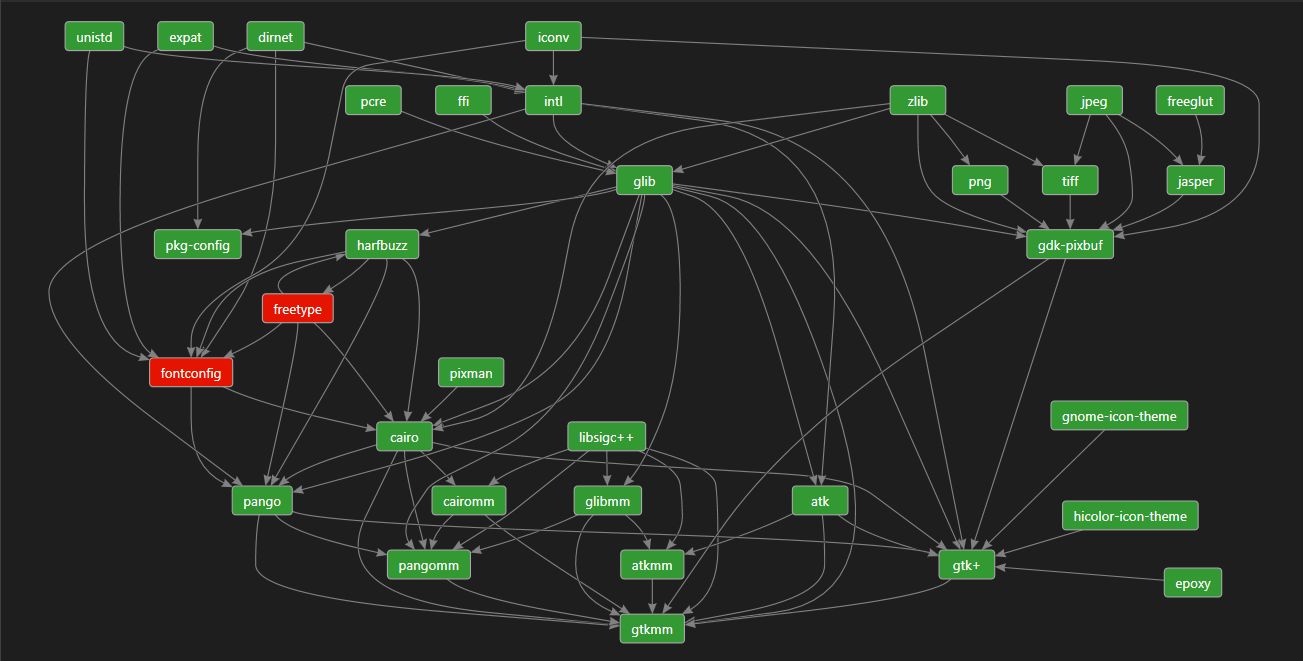 unistd
expat
dirnet
iconv
pcre
ffi
intl
zlib
jpeg
freeglut
glib
png
tiff
jasper
pkg-config
harfbuzz
gdk-pixbuf
freetype
fontconfig
pixman
gnome-icon-theme
cairo
libsigc++
pango
cairomm
glibmm
atk
hicolor-icon-theme
pangomm
atkmm
gtk+
epoxy
gtkmm